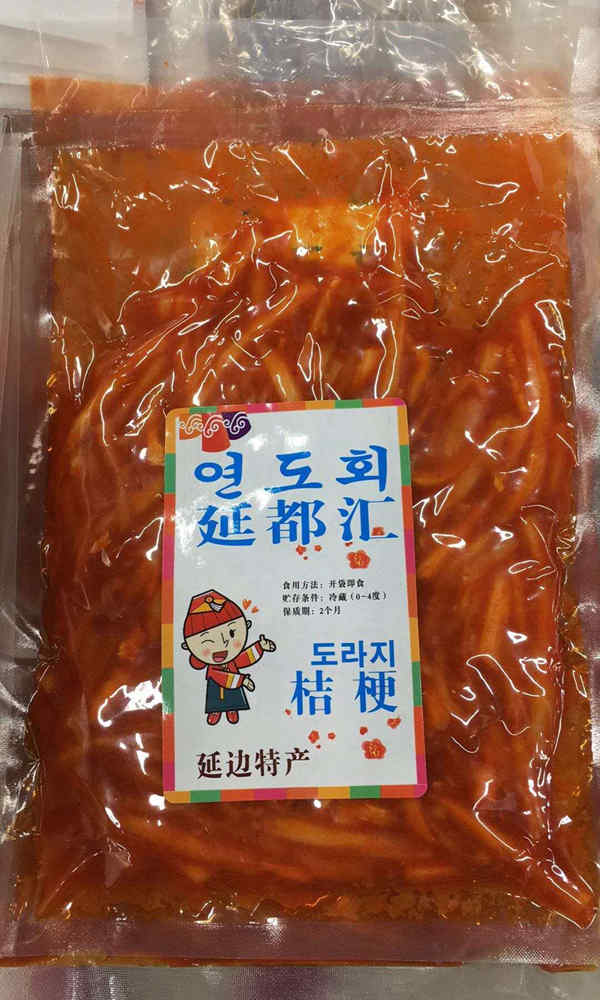 연도회
延都汇
食用方法：开袋即食
贮存条件：冷藏（0-4度）
保质期：2个月
도라지
桔梗
延边特产